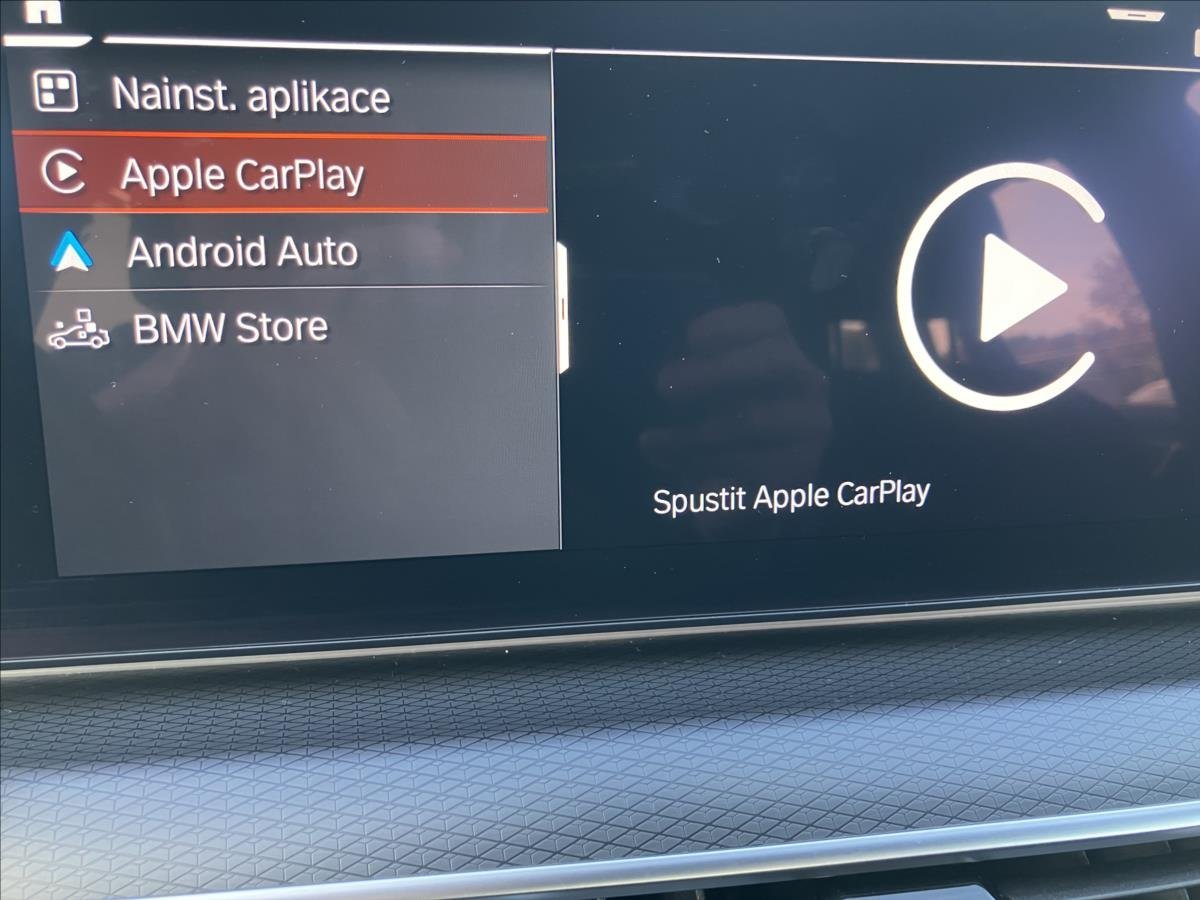 Nainst. aplikace
Apple CarPlay
Android Auto
BMW Store
Spustit Apple CarPlay